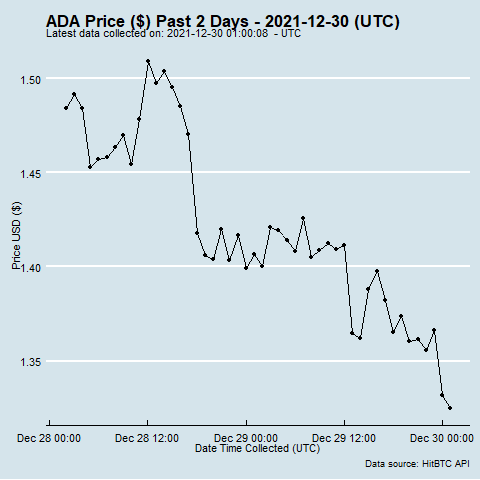 ADA Price ($) Past 2 Days - 2021-12-30 (UTC)
Latest data collected on: 2021-12-30 01:00:08  - UTC
1.50
1.45
1.40
1.35
Price USD ($)
Dec 28 00:00 Dec 28 12:00 Dec 29 00:00 Dec 29 12:00 Dec 30 00:00
Date Time Collected (UTC)
Data source: HitBTC API